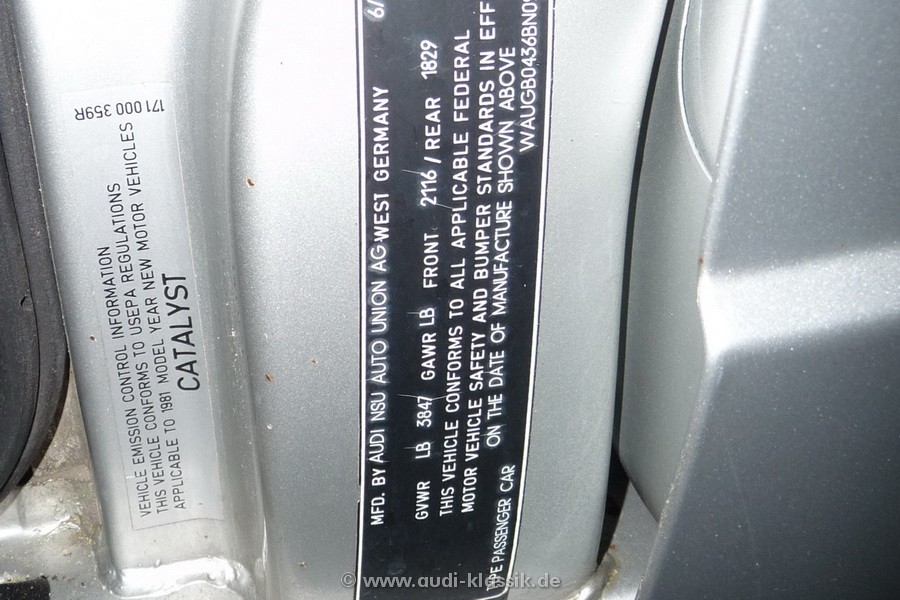 171 000 359R
VEHICLE EMISSION CONTROL INFORMATION
THIS VEHICLE CONFORMS TO USEPA REGULATIONS
APPLICABLE TO 1981 MODEL YEAR NEW MOTOR VEHICLES
CATALYST
MFD. BY AUDI NSU AUTO UNION AG-WEST GERMANY 6/
GVWR LB 3847 GAWR LB FRONT 2116 / REAR 1829
THIS VEHICLE CONFORMS TO ALL APPLICABLE FEDERAL
MOTOR VEHICLE SAFETY AND BUMPER STANDARDS IN EFF
ON THE DATE OF MANUFACTURE SHOWN ABOVE
TYPE PASSENGER CAR WAUGB0436BN0
© www.audi-klassik.de